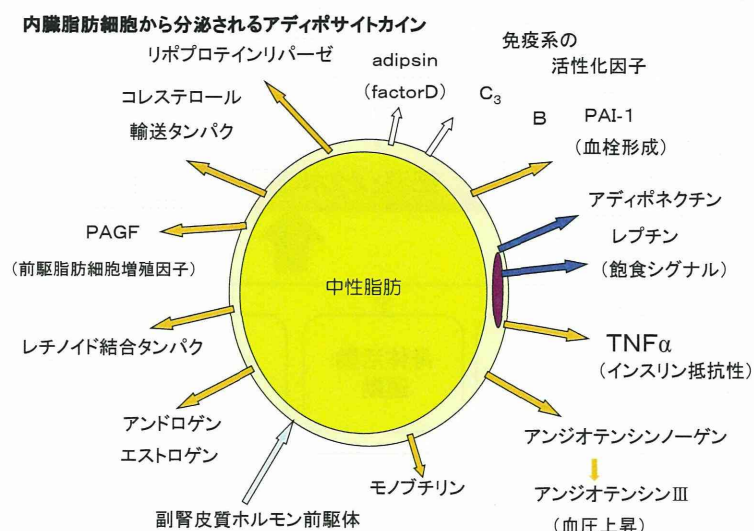 内臓脂肪細胞から分泌されるアディポサイトカイン
リポプロテインリパーゼ
コレステロール
輸送タンパク
adipsin
(factorD)
C3
免疫系の
活性化因子
B
PAI-1
(血栓形成)
アディポネクチン
レプチン
(飽食シグナル)
PAGF
(前駆脂肪細胞増殖因子)
中性脂肪
レチノイド結合タンパク
TNFα
(インスリン抵抗性)
アンドロゲン
エストロゲン
アンジオテンシンノーゲン
アンジオテンシンⅢ
(血圧上昇)
モノブチリン
副腎皮質ホルモン前駆体